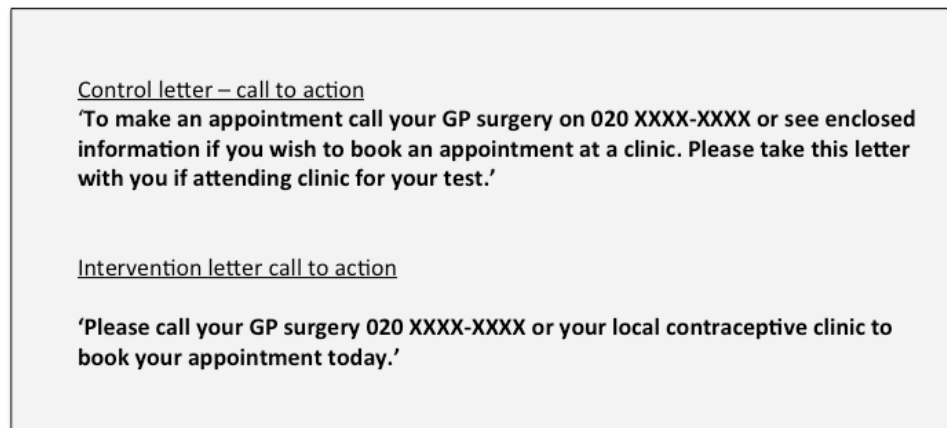 Control letter – call to action
‘To make an appointment call your GP surgery on 020 XXXX-XXXX or see enclosed
information if you wish to book an appointment at a clinic. Please take this letter
with you if attending clinic for your test.’
Intervention letter call to action
‘Please call your GP surgery 020 XXXX-XXXX or your local contraceptive clinic to
book your appointment today.’